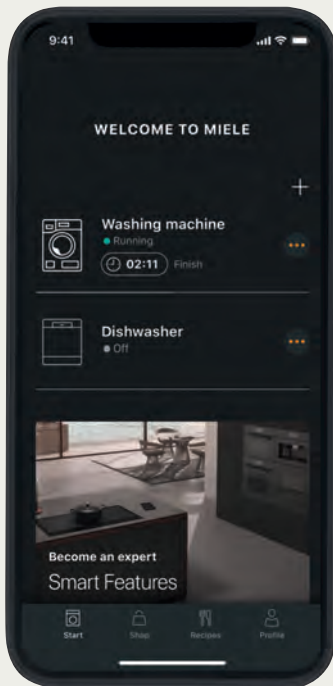 9:41
WELCOME TO MIELE
Washing machine
Running
02:11 Finish
Dishwasher
Off
Become an expert
Smart Features
Start Shop Recipes Profile